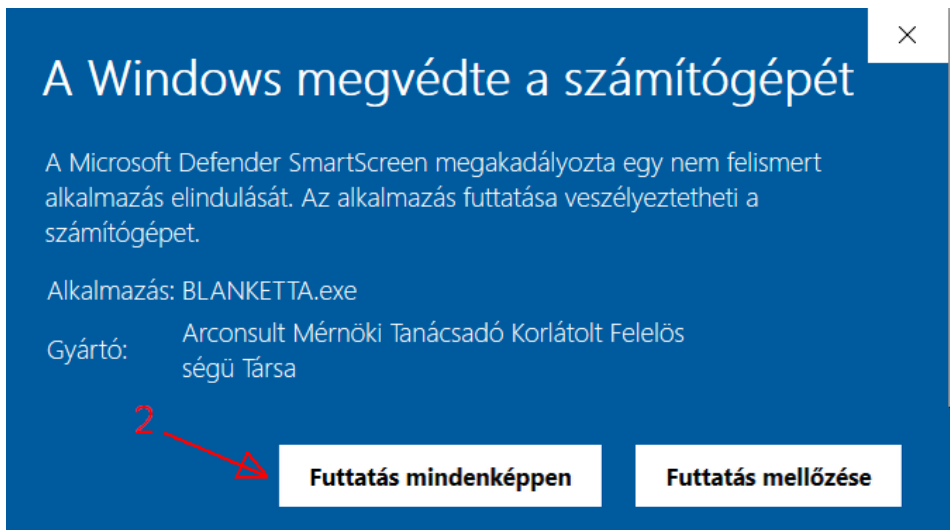 A Windows megvédte a számítógépét
A Microsoft Defender SmartScreen megakadályozta egy nem felismert
alkalmazás elindulását. Az alkalmazás futtatása veszélyeztetheti a
számítógépet.
Alkalmazás: BLANKETTA.exe
Gyártó: Arconsult Mérnöki Tanácsadó Korlátolt Felelös
ségü Társa
2
Futtatás mindenképpen Futtatás mellőzése